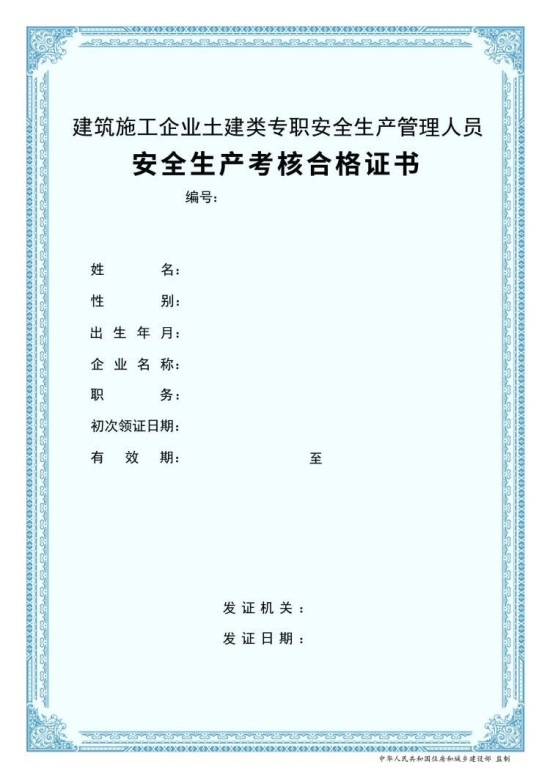 建筑施工企业土建类专职安全生产管理人员
安全生产考核合格证书
编号：
姓 名：
性 别：
出生年月：
企业名称：
职 务：
初次领证日期：
有 效 期： 至
发证机关：
发证日期：
中华人民共和国住房和城乡建设部 监制